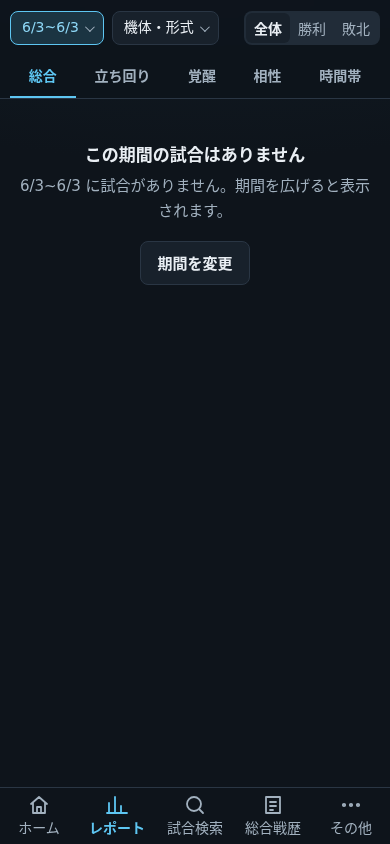 6/3~6/3 機体・形式 全体 勝利 敗北
総合 立ち回り 覚醒 相性 時間帯
この期間の試合はありません
6/3~6/3 に試合がありません。期間を広げると表示
されます。
期間を変更
ホーム レポート 試合検索 総合戦歴 その他